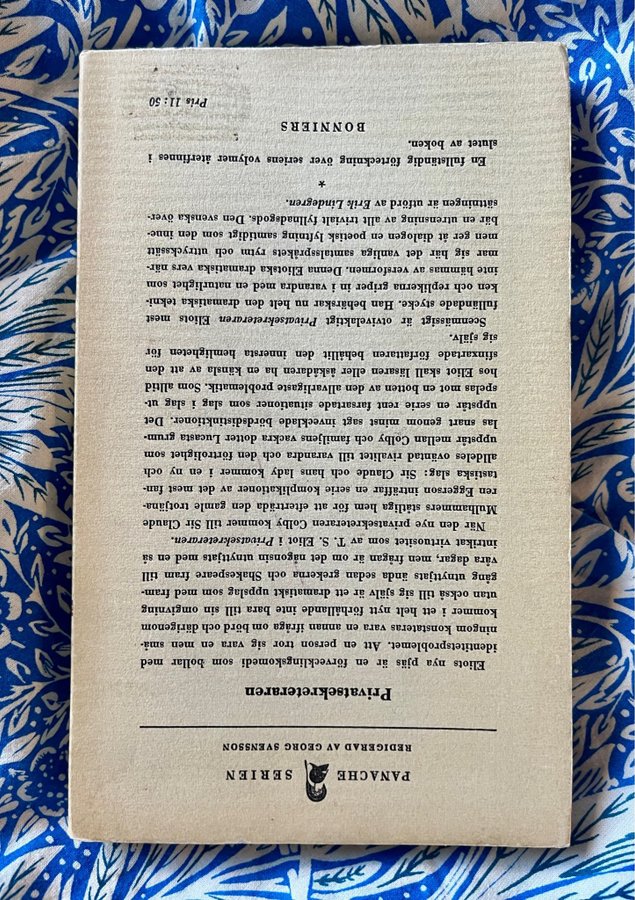 PANACHE SERIEN
REDIGERAD AV GEORG SVENSSON
Privatsekreteraren
Eliots nya pjäs är en förvecklingskomedi som bollar med
identitetsproblemet. Att en person tror sig vara en men små-
ningom konstateras vara en annan ifråga om börd och därigenom
kommer i ett helt nytt förhållande inte bara till sin omgivning
utan också till sig själv är ett dramatiskt uppslag som med fram-
gång utnyttjats ända sedan grekerna och Shakespeare fram till
våra dagar, men frågan är om det någonsin utnyttjats med en så
intrikat virtuositet som av T. S. Eliot i Privatsekreteraren.
När den nye privatsekreteraren Colby kommer till Sir Claude
Mulhammers ståtliga hem för att efterträda den gamle trotjäna-
ren Eggerson inträffar en serie komplikationer av det mest fan-
tastiska slag: Sir Claude och hans lady kommer i en ny och
alldeles oväntad rivalitet till varandra och den förtrolighet som
uppstår mellan Colby och familjens vackra dotter Lucasta grum-
las snart genom minst sagt invecklade bördsdistinktioner. Det
uppstår en serie rent farsartade situationer som slag i slag ut-
spelas mot en botten av den allvarligaste problematik. Som alltid
hos Eliot skall läsaren eller åskådaren ha en känsla av att den
sfinxartade författaren behållit den innersta hemligheten för
sig själv.
Scenmässigt är otvivelaktigt Privatsekreteraren Eliots mest
fulländade stycke. Han behärskar nu helt den dramatiska tekni-
ken och replikerna griper in i varandra med en naturlighet som
inte hämmas av versformen. Denna Eliotska dramatiska vers när-
mar sig här det vanliga samtalsspråkets rytm och uttryckssätt
men ger åt dialogen en poetisk lyftning samtidigt som den inne-
bär en utrensning av allt trivialt fyllnadsgods. Den svenska över-
sättningen är utförd av Erik Lindegren.
*
En fullständig förteckning över seriens volymer återfinnes i
slutet av boken.
BONNIERS
Pris 11:50